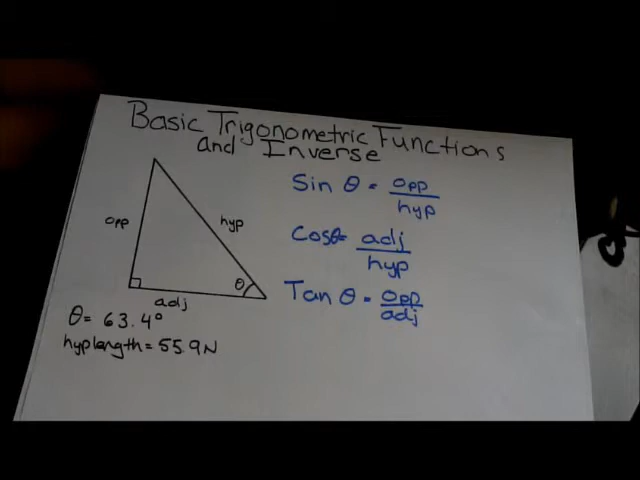 Basic Trigonometric Functions
and Inverse
Sin θ = opp/hyp
opp
hyp
Cosθ= adj/hyp
θ
Tan θ = opp/adj
adj
θ= 63.4°
hyp length = 55.9N